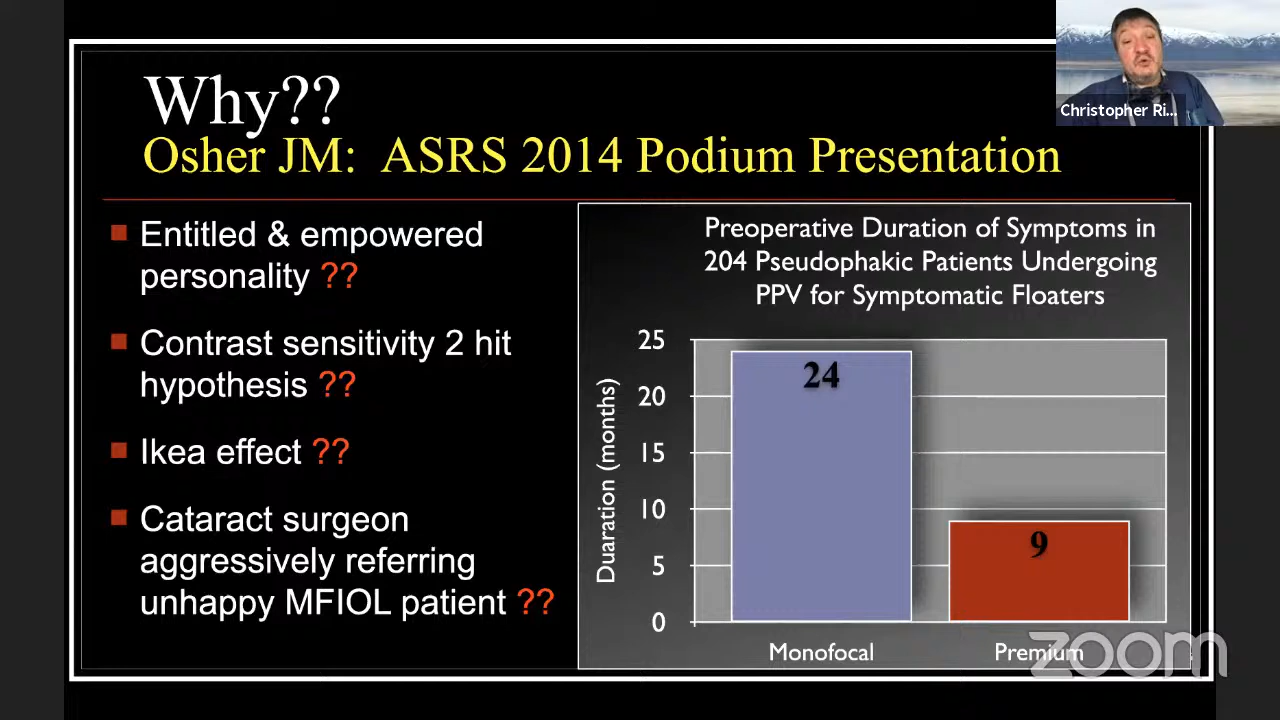 Why??
Osher JM: ASRS 2014 Podium Presentation
Christopher Ri...
Entitled & empowered
personality ??
Contrast sensitivity 2 hit
hypothesis ??
Ikea effect ??
Cataract surgeon
aggressively referring
unhappy MFIOL patient ??
Preoperative Duration of Symptoms in
204 Pseudophakic Patients Undergoing
PPV for Symptomatic Floaters
Duaration (months)
25
20
15
10
5
0
24
9
Monofocal
Premium
zoom